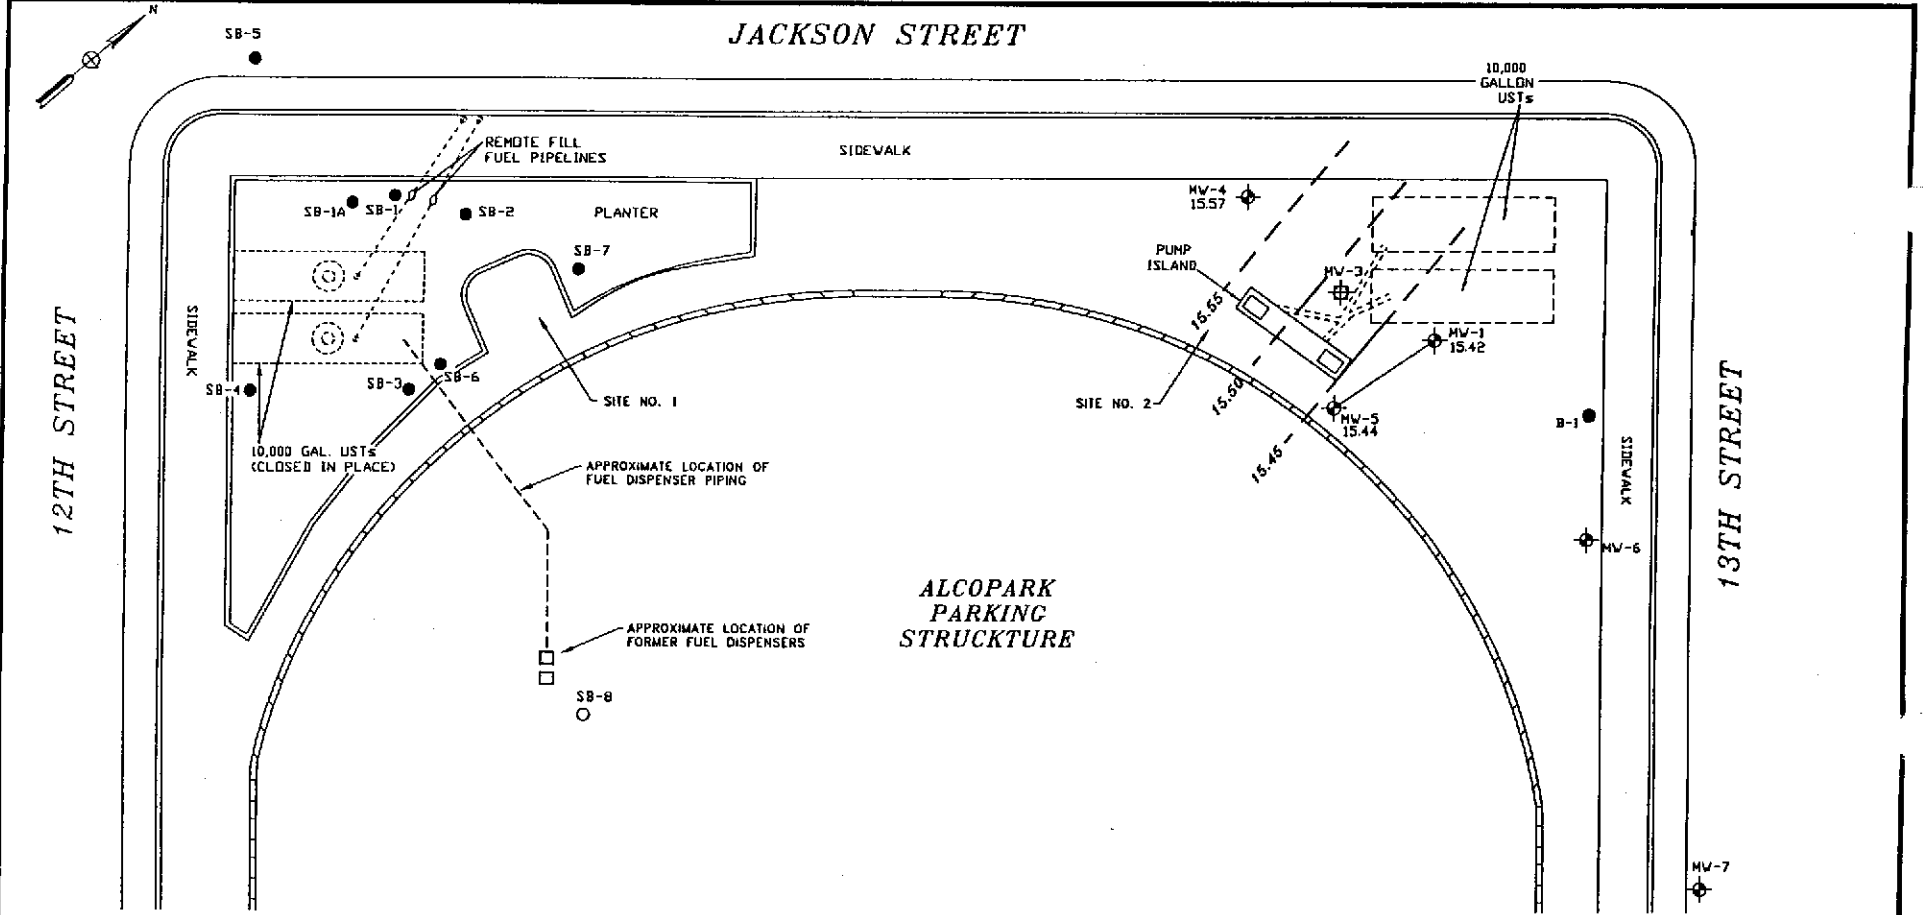 N
SB-5
JACKSON STREET
10,000
GALLON
USTs
REMOTE FILL
FUEL PIPELINES
SIDEWALK
SB-1A
SB-1
SB-2
PLANTER
MW-4
15.57
SB-7
PUMP
ISLAND
MW-3
15.55
MW-1
15.42
12TH STREET
SIDEWALK
SB-4
SB-3
SB-6
SITE NO. 1
SITE NO. 2
15.50
MW-5
15.44
15.45
B-1
SIDEWALK
13TH STREET
10,000 GAL. USTs
(CLOSED IN PLACE)
APPROXIMATE LOCATION OF
FUEL DISPENSER PIPING
MW-6
ALCOPARK
PARKING
STRUCKTURE
APPROXIMATE LOCATION OF
FORMER FUEL DISPENSERS
SB-8
MW-7